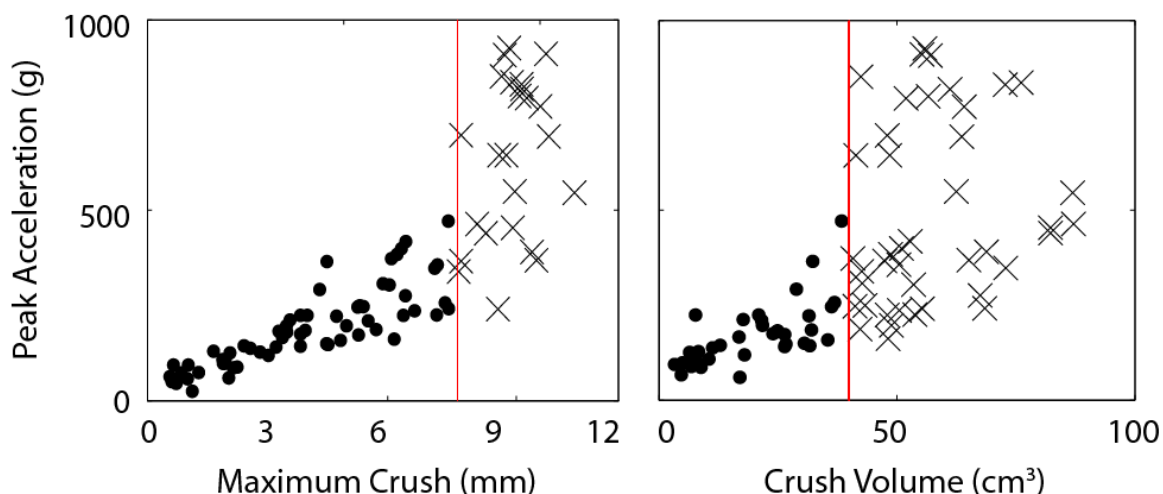 Peak Acceleration (g)
1000
500
0
0 3 6 9 12
Maximum Crush (mm)
0 50 100
Crush Volume (cm³)